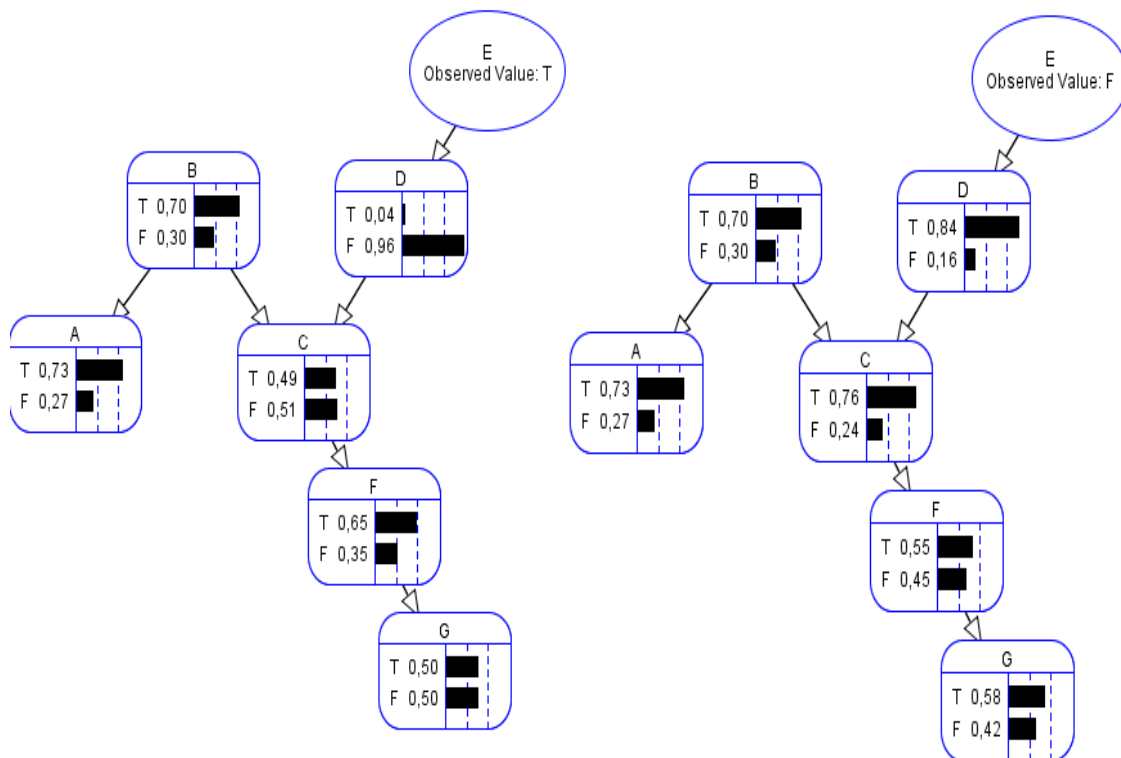 E
Observed Value: T
B
T 0,70
F 0,30
D
T 0,04
F 0,96
A
T 0,73
F 0,27
C
T 0,49
F 0,51
F
T 0,65
F 0,35
G
T 0,50
F 0,50
E
Observed Value: F
B
T 0,70
F 0,30
D
T 0,84
F 0,16
A
T 0,73
F 0,27
C
T 0,76
F 0,24
F
T 0,55
F 0,45
G
T 0,58
F 0,42